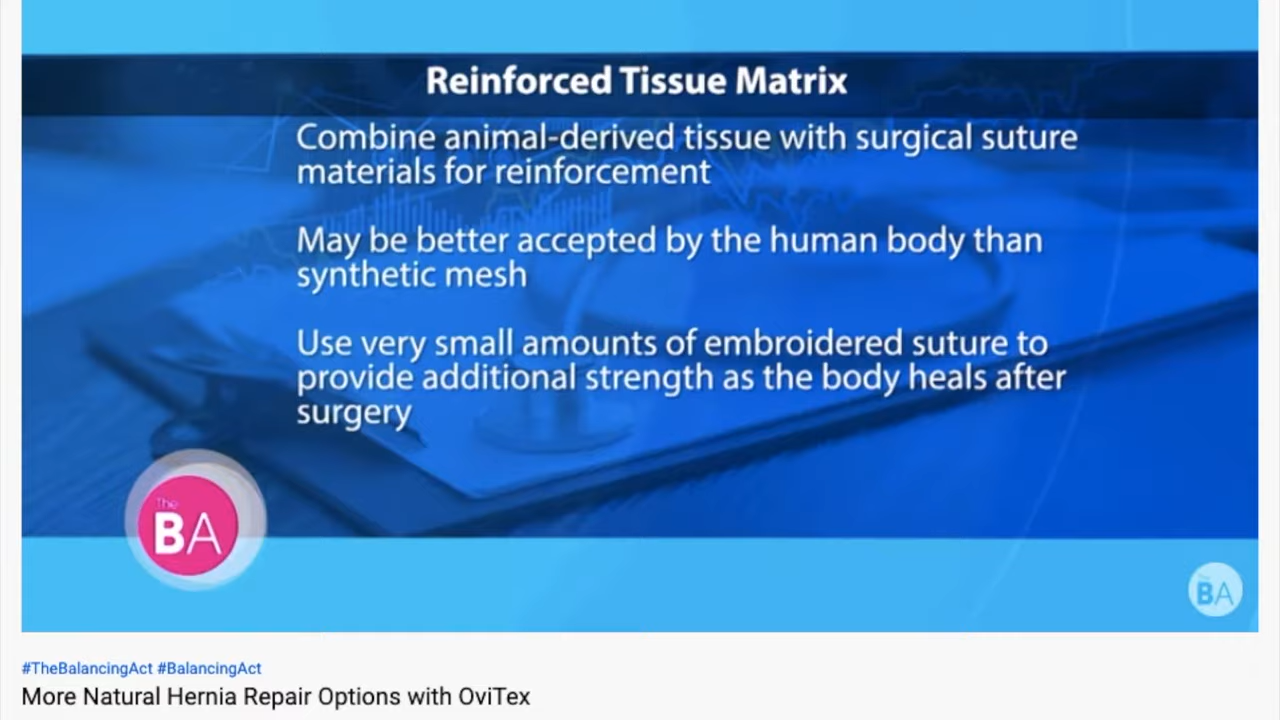 Reinforced Tissue Matrix
Combine animal-derived tissue with surgical suture
materials for reinforcement
May be better accepted by the human body than
synthetic mesh
Use very small amounts of embroidered suture to
provide additional strength as the body heals after
surgery
The
BA
The
BA
#TheBalancingAct #BalancingAct
More Natural Hernia Repair Options with OviTex